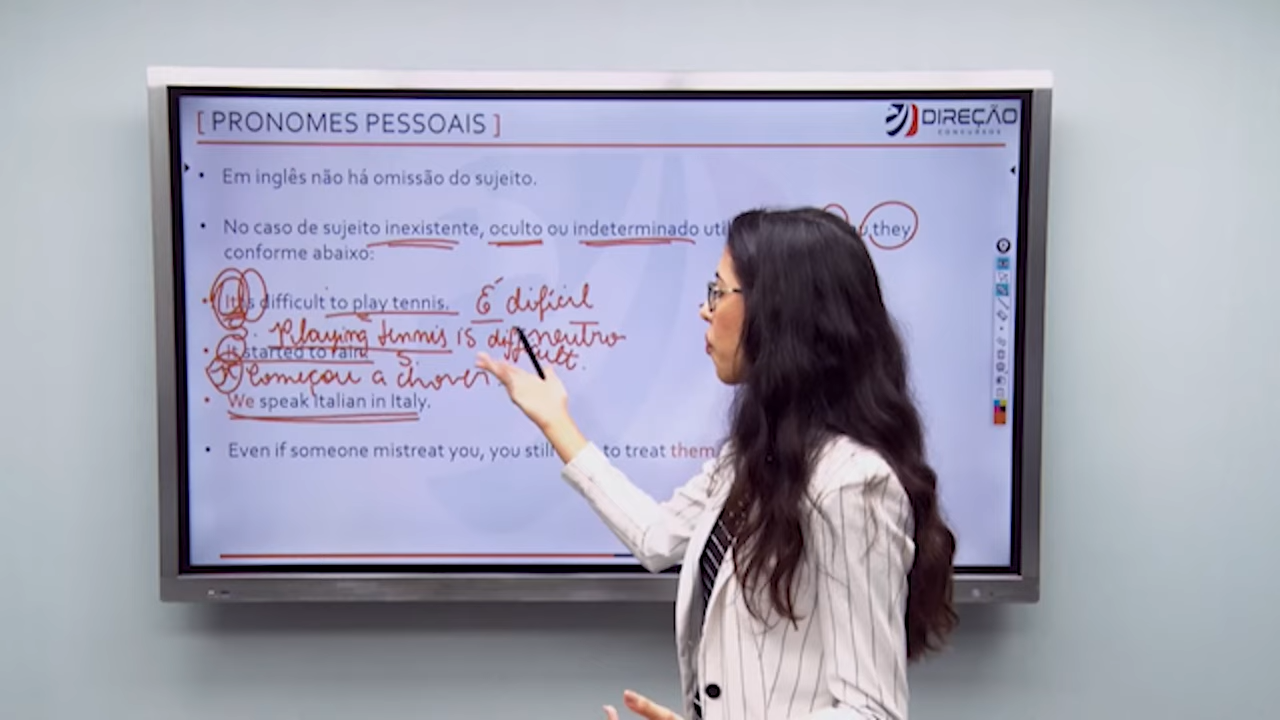 [ PRONOMES PESSOAIS ]
DIREÇÃO
CONCURSOS
• Em inglês não há omissão do sujeito.
• No caso de sujeito inexistente, oculto ou indeterminado they
conforme abaixo:
• It is difficult to play tennis. É difícil
S. Playing tennis is difficult. neutro
• It started to rain. S.
Começou a chover.
• We speak Italian in Italy.
• Even if someone mistreat you, you still to treat them